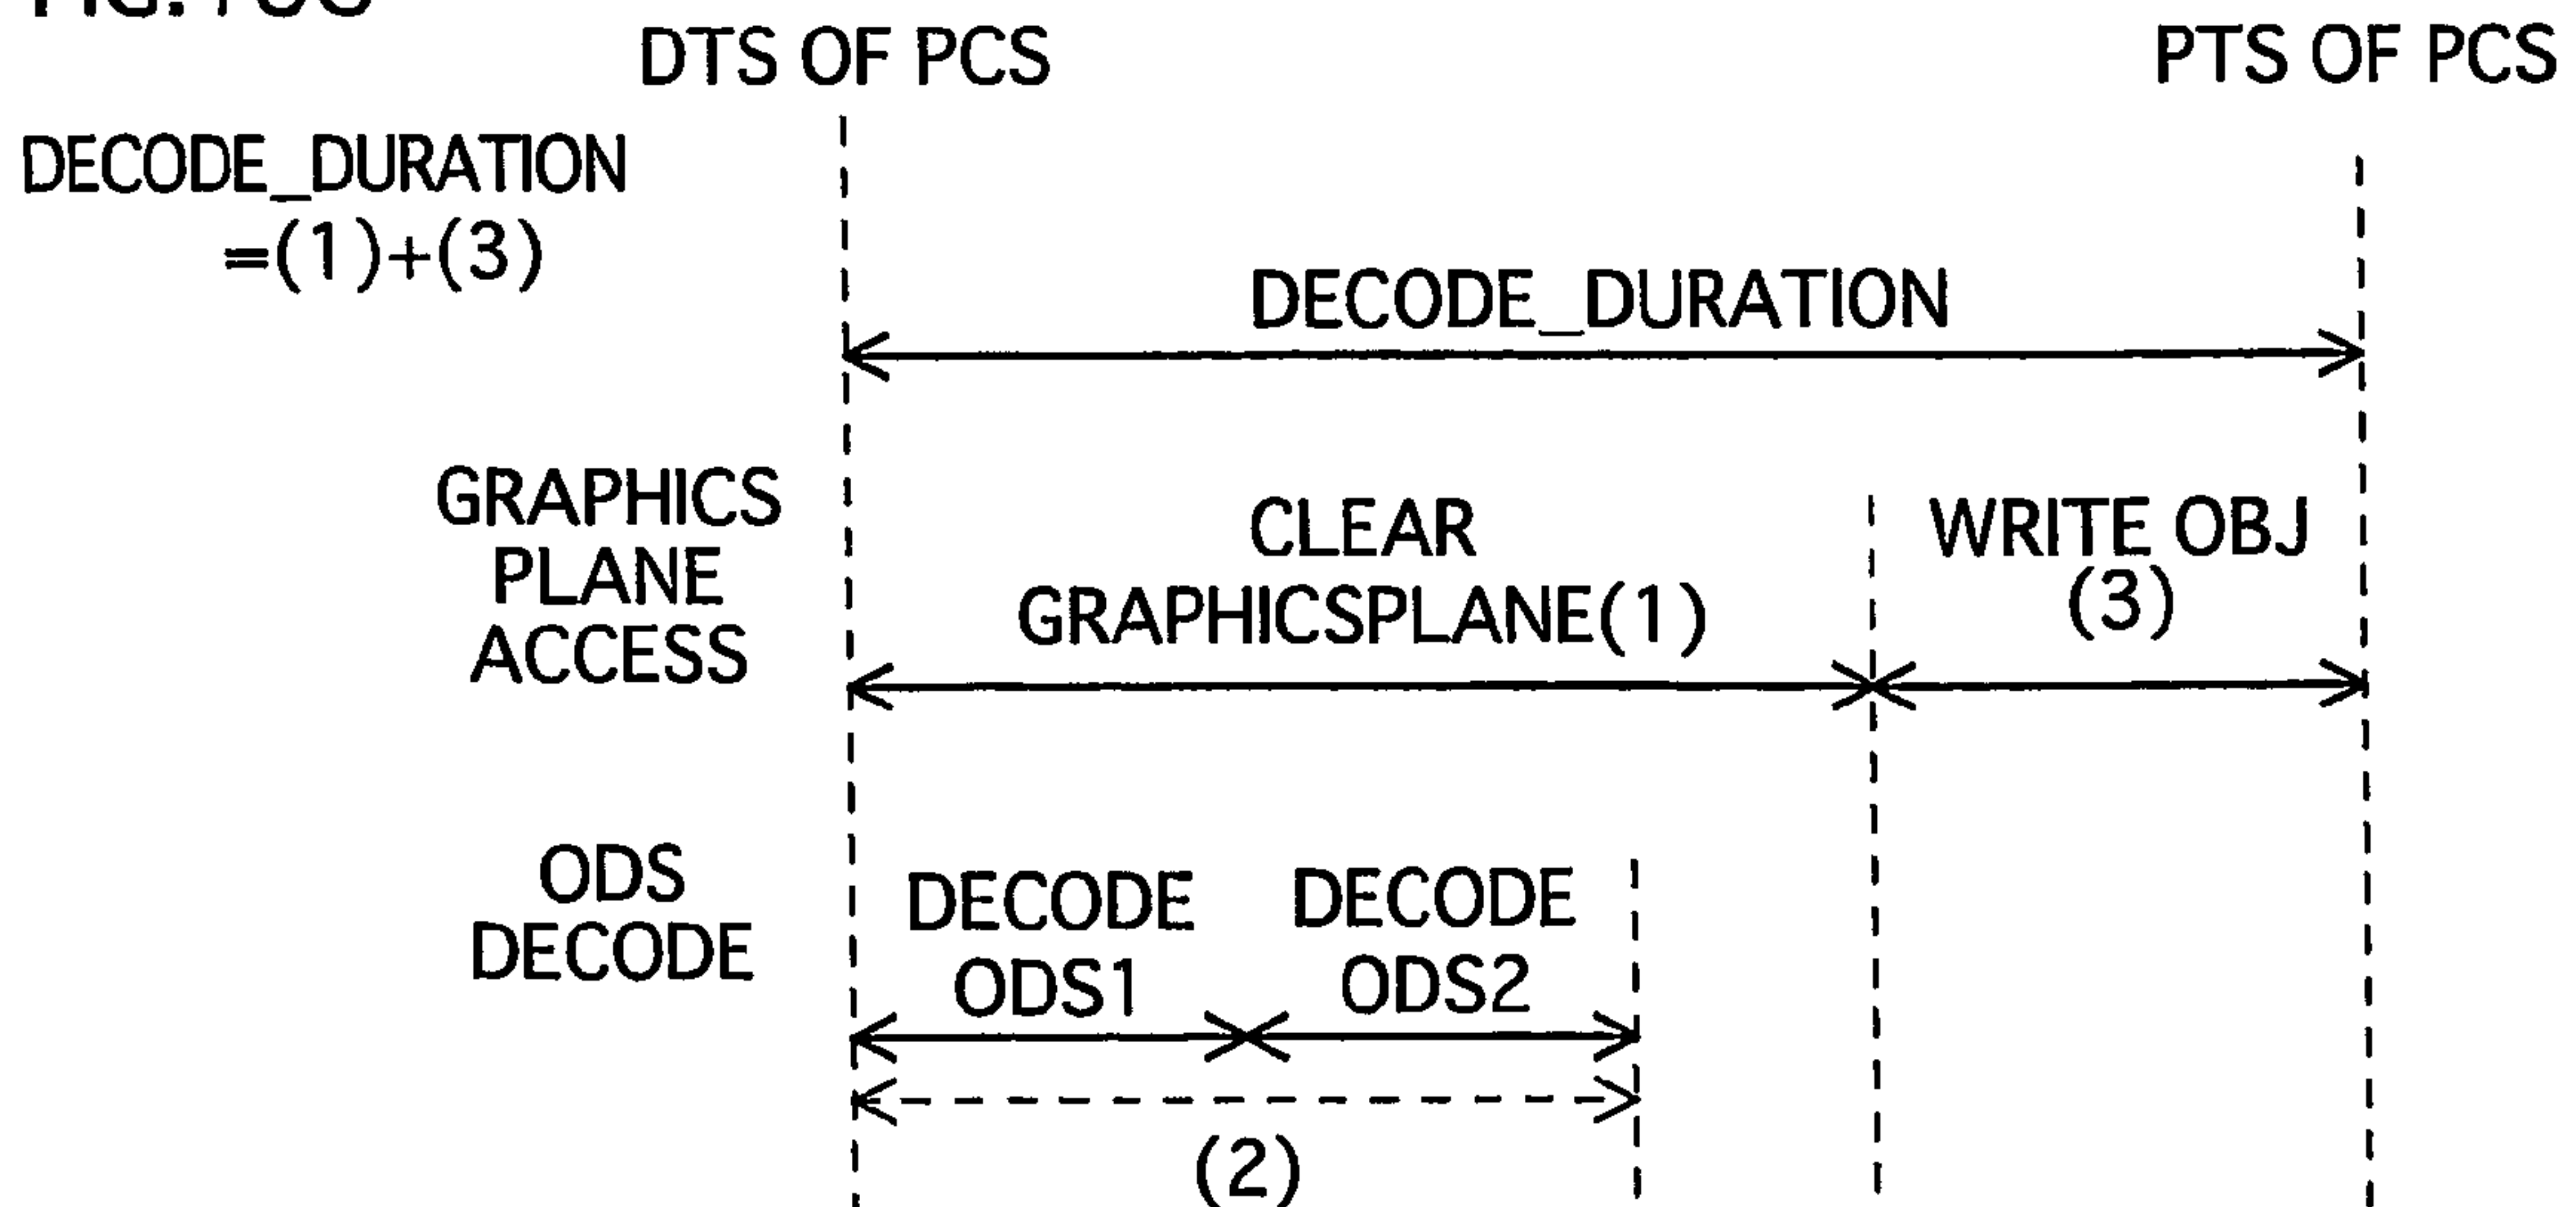 DTS OF PCS
PTS OF PCS
DECODE_DURATION
=(1)+(3)
DECODE_DURATION
GRAPHICS
PLANE
ACCESS
CLEAR
GRAPHICSPLANE(1)
WRITE OBJ
(3)
ODS
DECODE
DECODE
ODS1
DECODE
ODS2
(2)